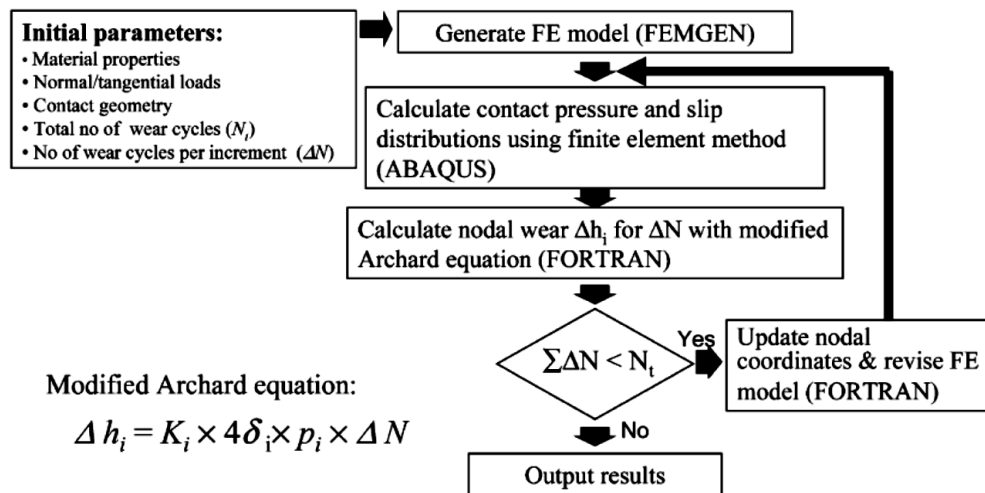 Initial parameters:
• Material properties
• Normal/tangential loads
• Contact geometry
• Total no of wear cycles (Nᵢ)
• No of wear cycles per increment (ΔN)
Generate FE model (FEMGEN)
Calculate contact pressure and slip
distributions using finite element method
(ABAQUS)
Calculate nodal wear Δhᵢ for ΔN with modified
Archard equation (FORTRAN)
∑ΔN < Nₜ
Yes
Update nodal
coordinates & revise FE
model (FORTRAN)
No
Output results
Modified Archard equation:
Δhᵢ = Kᵢ × 4δᵢ × pᵢ × ΔN